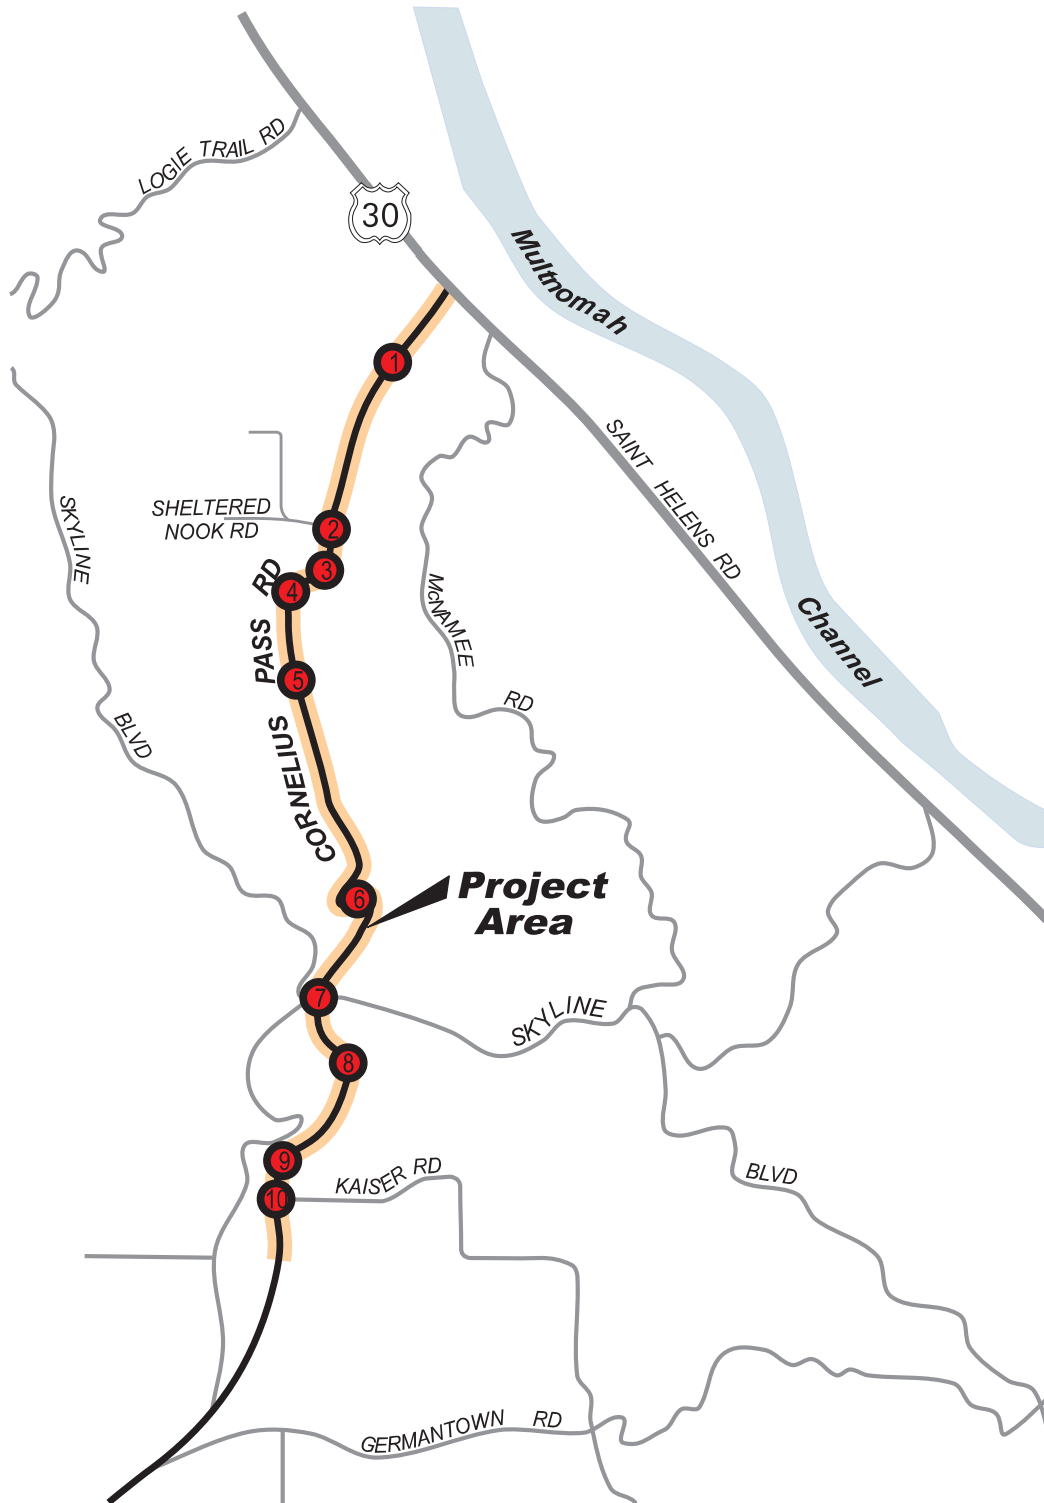 LOGIE TRAIL RD
30
Multnomah
1
SAINT HELENS RD
SHELTERED
NOOK RD
2
SKYLINE
3
4
McNAMEE
RD
CORNELIUS PASS RD
5
RD
Channel
BLVD
Project
Area
6
7
SKYLINE
8
9
KAISER RD
BLVD
10
GERMANTOWN RD